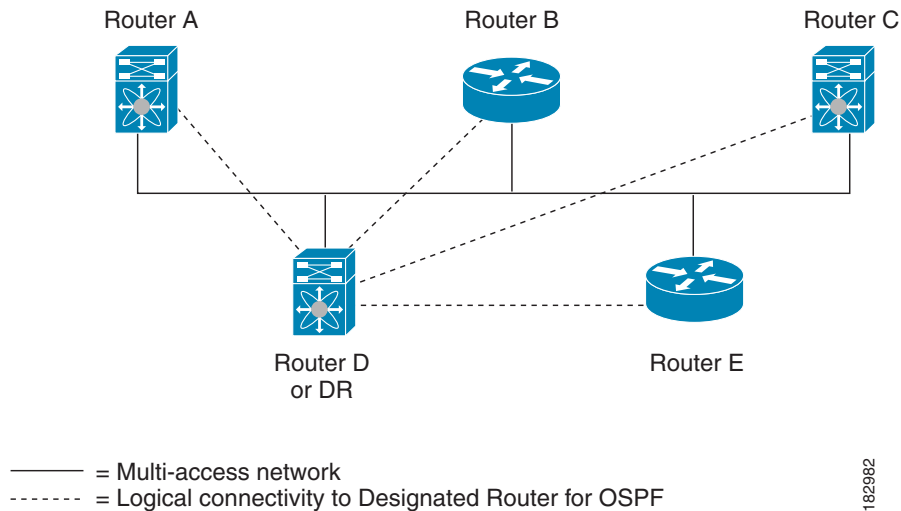 Router A
Router B
Router C
Router D
or DR
Router E
= Multi-access network
= Logical connectivity to Designated Router for OSPF
182982